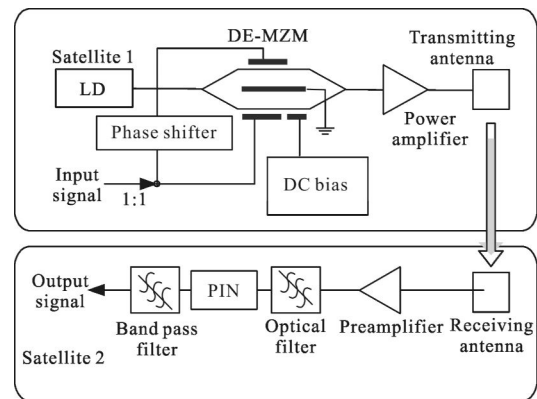 DE-MZM
Transmitting
antenna
Satellite 1
LD
Phase shifter
Power
amplifier
Input
signal
1:1
DC bias
Output
signal
PIN
Band pass
filter
Optical
filter
Preamplifier
Receiving
antenna
Satellite 2